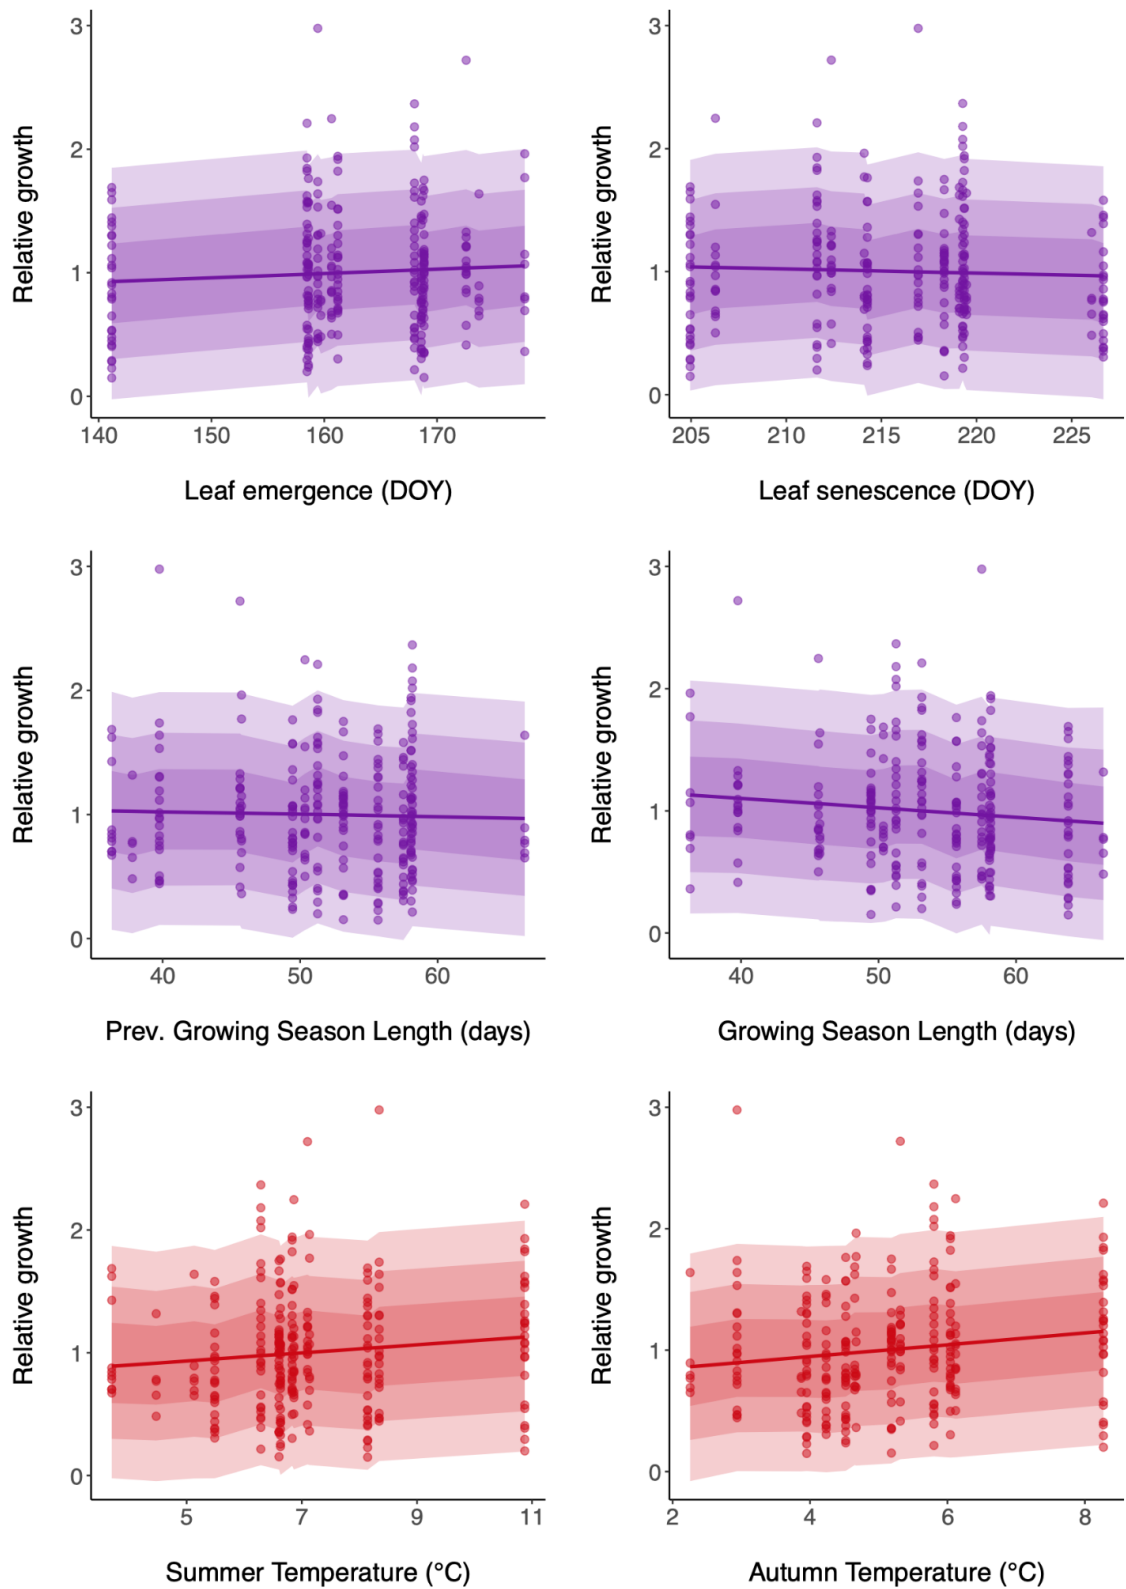 3
2
1
0
Relative growth
140 150 160 170
Leaf emergence (DOY)
3
2
1
0
Relative growth
205 210 215 220 225
Leaf senescence (DOY)
3
2
1
0
Relative growth
40 50 60
Prev. Growing Season Length (days)
3
2
1
0
Relative growth
40 50 60
Growing Season Length (days)
3
2
1
0
Relative growth
5 7 9 11
Summer Temperature (°C)
3
2
1
0
Relative growth
2 4 6 8
Autumn Temperature (°C)